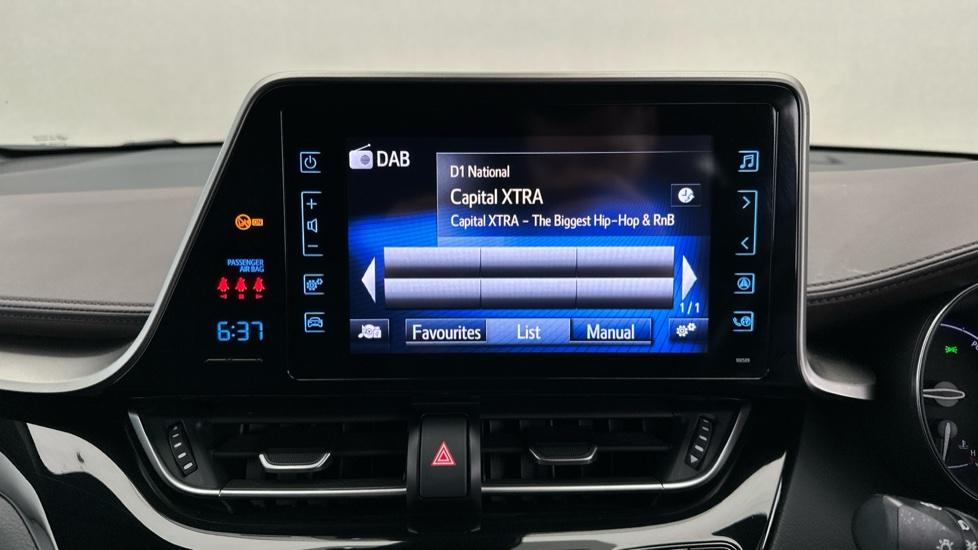 DAB
D1 National
Capital XTRA
Capital XTRA - The Biggest Hip-Hop & RnB
ON
PASSENGER
AIR BAG
6:37
1/1
Favourites List Manual
H